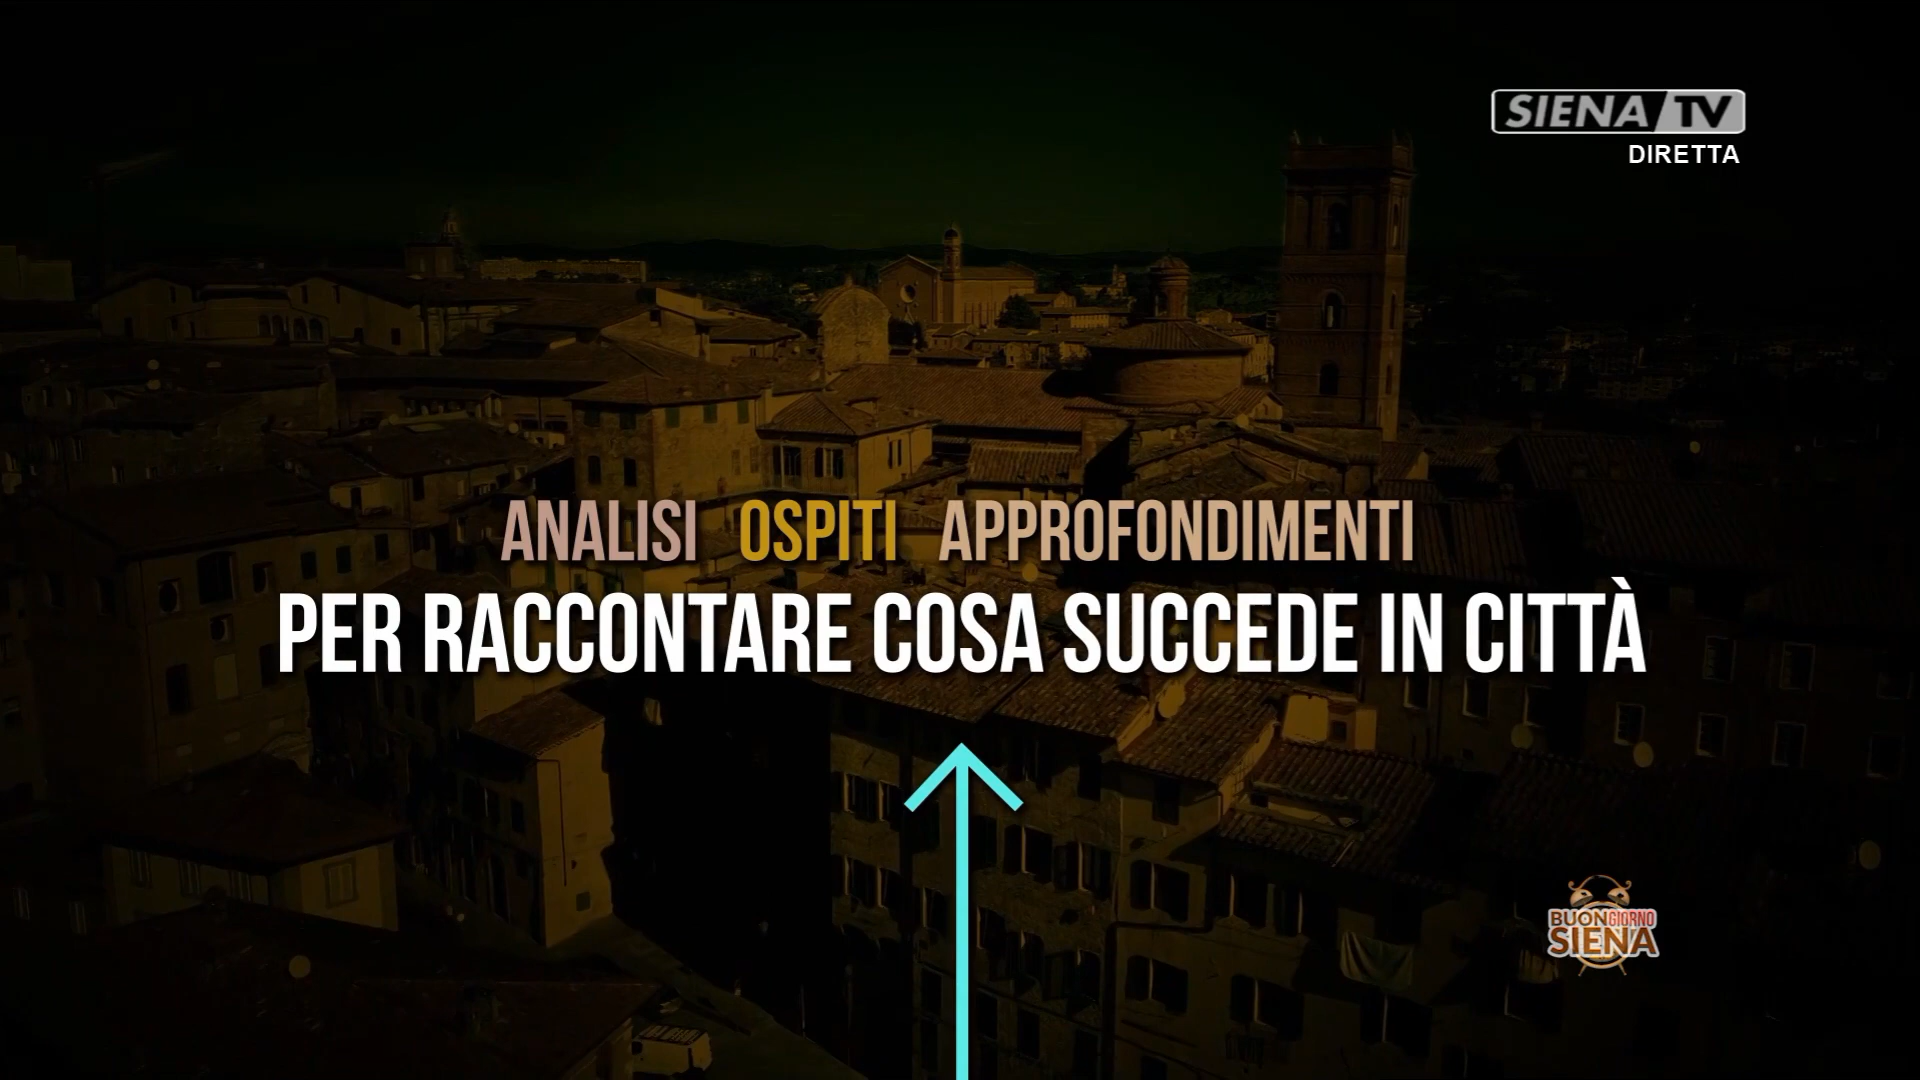 SIENA TV
DIRETTA
ANALISI OSPITI APPROFONDIMENTI
PER RACCONTARE COSA SUCCEDE IN CITTÀ
BUONGIORNO
SIENA